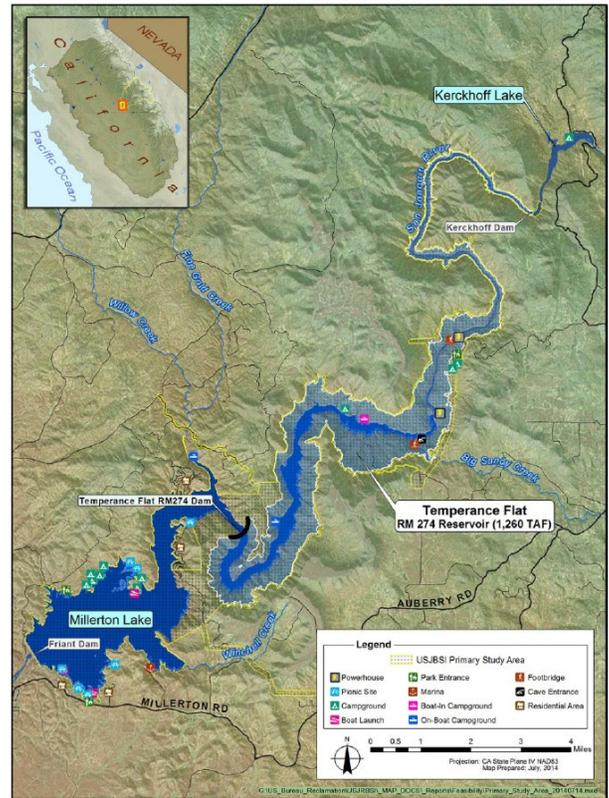 NEVADA
California
Pacific Ocean
Kerckhoff Lake
San Joaquin River
Kerckhoff Dam
Fine Gold Creek
Willow Creek
Big Sandy Creek
Temperance Flat RM274 Dam
Temperance Flat
RM 274 Reservoir (1,260 TAF)
AUBERRY RD
Millerton Lake
Friant Dam
Winchell Creek
MILLERTON RD
Legend
USJBSI Primary Study Area
Powerhouse
Park Entrance
Footbridge
Picnic Site
Marina
Cave Entrance
Campground
Boat-In Campground
Residential Area
Boat Launch
On-Boat Campground
N
0 0.5 1 2 3 4
Miles
Projection: CA State Plane IV NAD83
Map Prepared: July, 2014